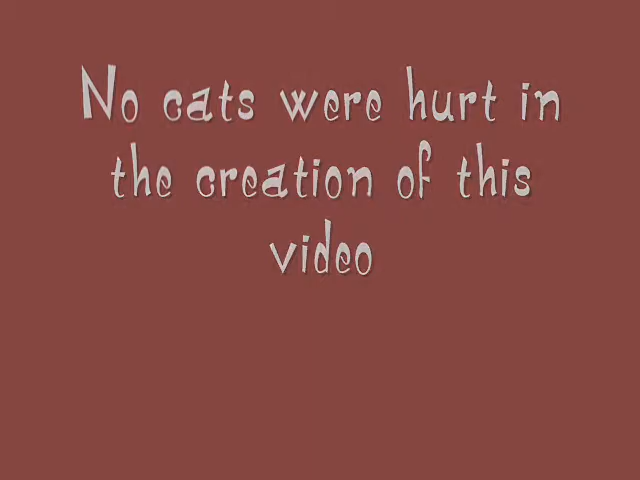 No cats were hurt in
the creation of this
video